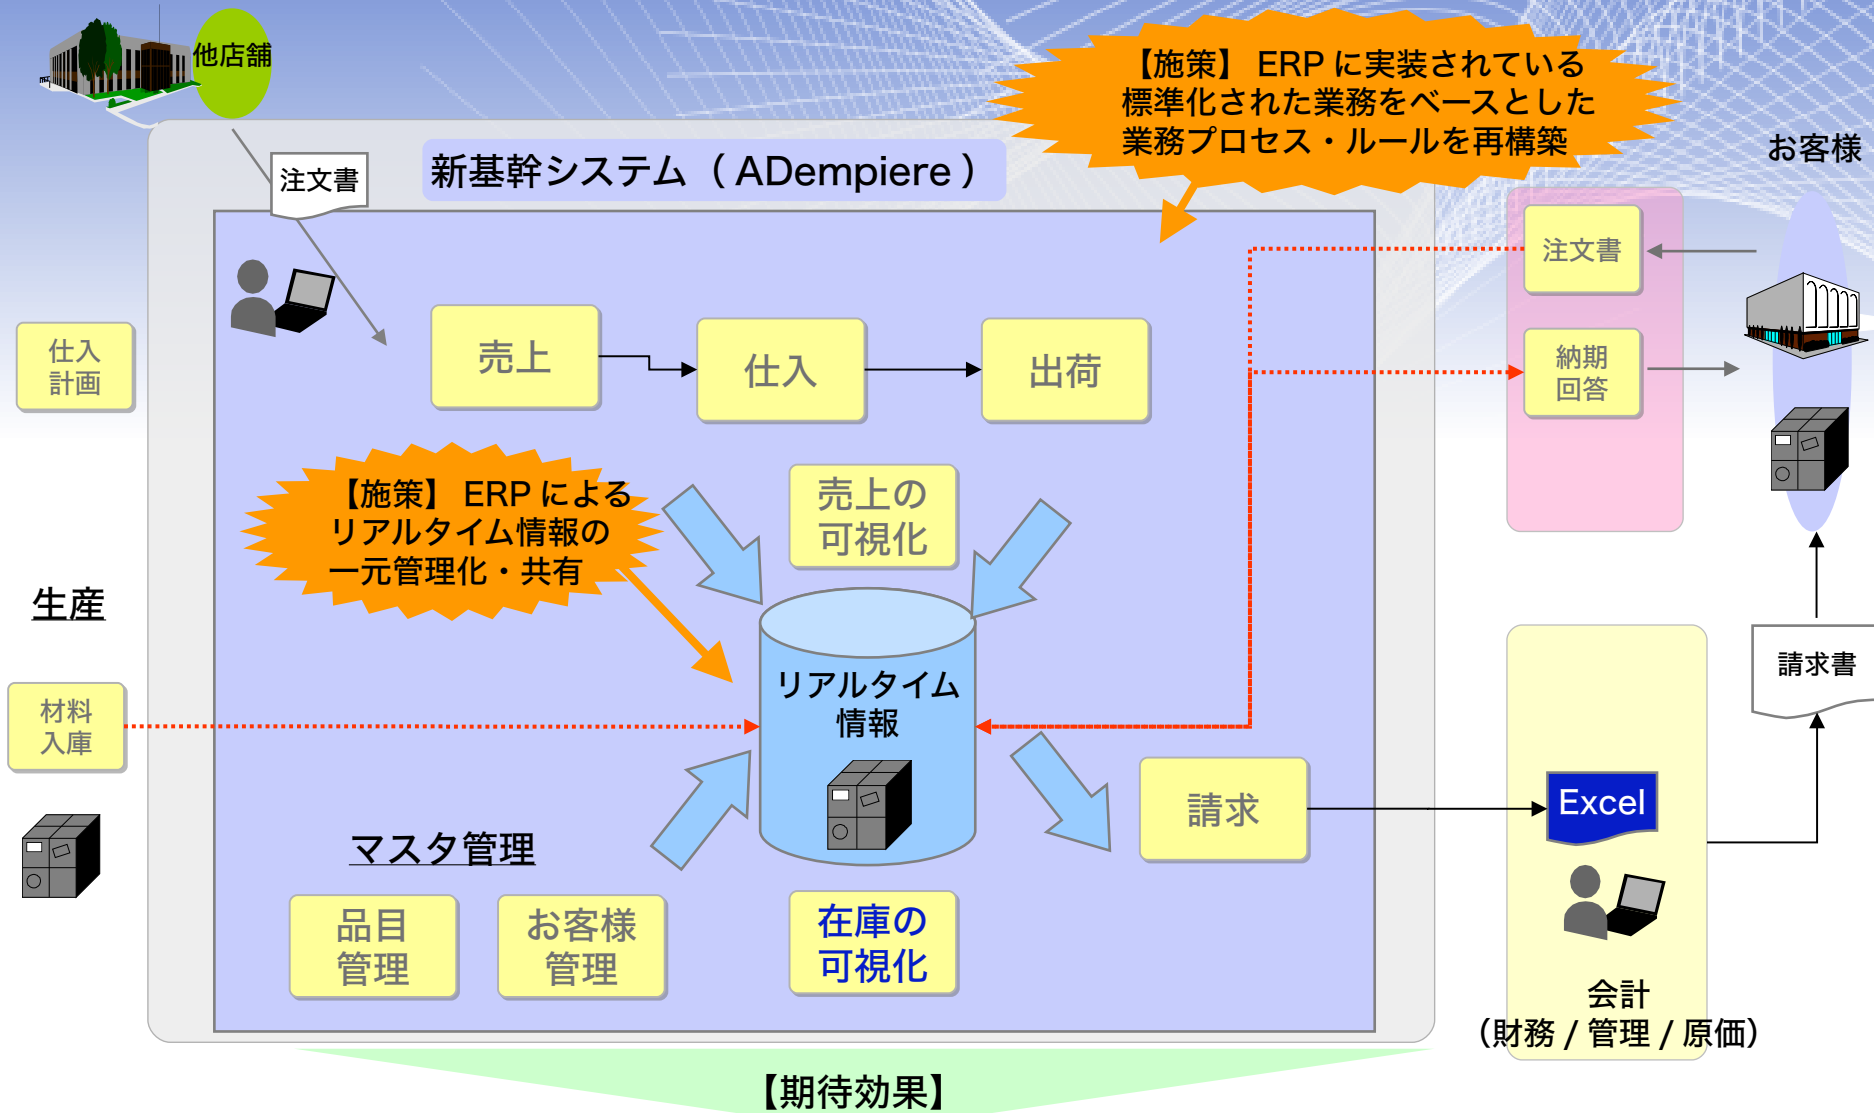 他店舗
【施策】 ERP に実装されている
標準化された業務をベースとした
業務プロセス・ルールを再構築
お客様
注文書
新基幹システム（ ADempiere ）
注文書
仕入
計画
売上
仕入
出荷
納期
回答
【施策】 ERP による
リアルタイム情報の
一元管理化・共有
売上の
可視化
生産
リアルタイム
情報
請求書
材料
入庫
請求
Excel
マスタ管理
品目
管理
お客様
管理
在庫の
可視化
会計
（財務 / 管理 / 原価）
【期待効果】